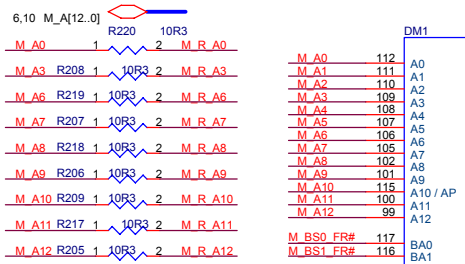 6,10 M_A[12..0]
R220 10R3
M_A0 1 2 M_R_A0
M_A3 R208 1 10R3 2 M_R_A3
M_A6 R219 1 10R3 2 M_R_A6
M_A7 R207 1 10R3 2 M_R_A7
M_A8 R218 1 10R3 2 M_R_A8
M_A9 R206 1 10R3 2 M_R_A9
M_A10 R209 1 10R3 2 M_R_A10
M_A11 R217 1 10R3 2 M_R_A11
M_A12 R205 1 10R3 2 M_R_A12
DM1
M_A0 112 A0
M_A1 111 A1
M_A2 110 A2
M_A3 109 A3
M_A4 108 A4
M_A5 107 A5
M_A6 106 A6
M_A7 105 A7
M_A8 102 A8
M_A9 101 A9
M_A10 115 A10 / AP
M_A11 100 A11
M_A12 99 A12
M_BS0_FR# 117 BA0
M_BS1_FR# 116 BA1